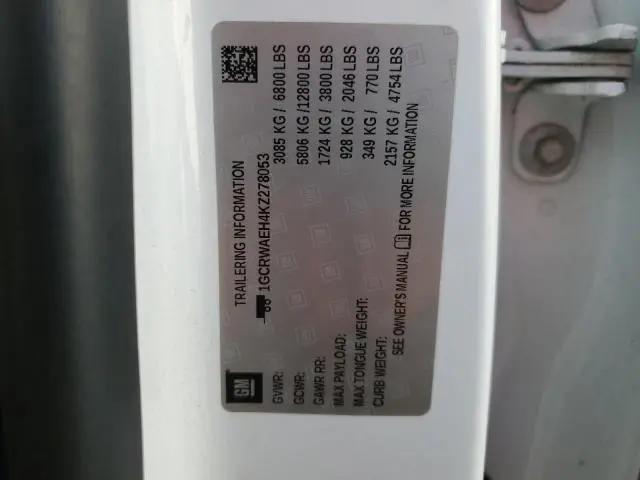 GM
TRAILERING INFORMATION
1GCRWAEH4KZ278053
GVWR: 3085 KG / 6800 LBS
GCWR: 5806 KG /12800 LBS
GAWR RR: 1724 KG / 3800 LBS
MAX PAYLOAD: 928 KG / 2046 LBS
MAX TONGUE WEIGHT: 349 KG / 770 LBS
CURB WEIGHT: 2157 KG / 4754 LBS
SEE OWNER'S MANUAL FOR MORE INFORMATION